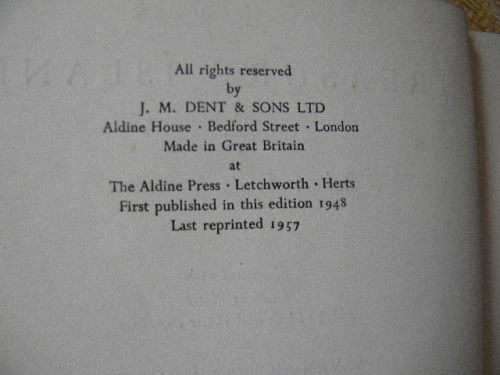 All rights reserved
by
J. M. DENT & SONS LTD
Aldine House · Bedford Street · London
Made in Great Britain
at
The Aldine Press · Letchworth · Herts
First published in this edition 1948
Last reprinted 1957